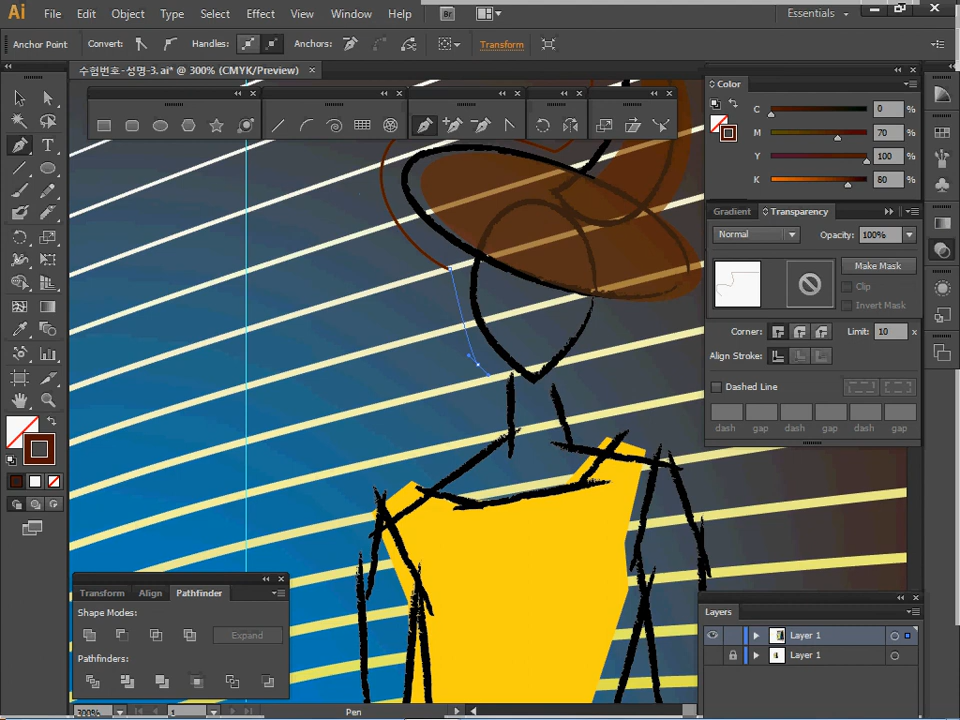 Ai File Edit Object Type Select Effect View Window Help Br Essentials
Anchor Point Convert: Handles: Anchors: Transform
수험번호-성명-3.ai* @ 300% (CMYK/Preview)
Color
C 0 %
M 70 %
Y 100 %
K 60 %
Gradient Transparency
Normal Opacity: 100%
Make Mask
Clip
Invert Mask
Corner: Limit: 10 x
Align Stroke:
Dashed Line
dash gap dash gap dash gap
Transform Align Pathfinder
Shape Modes:
Expand
Pathfinders:
Layers
Layer 1
Layer 1
300% 1 Pen